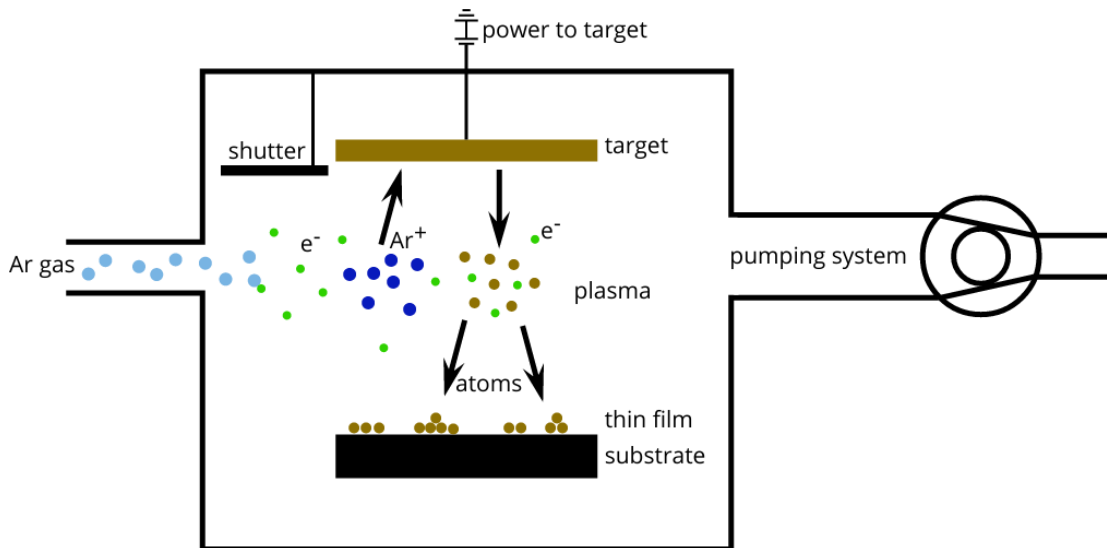 power to target
shutter
target
Ar gas
e-
Ar+
e-
plasma
pumping system
atoms
thin film
substrate